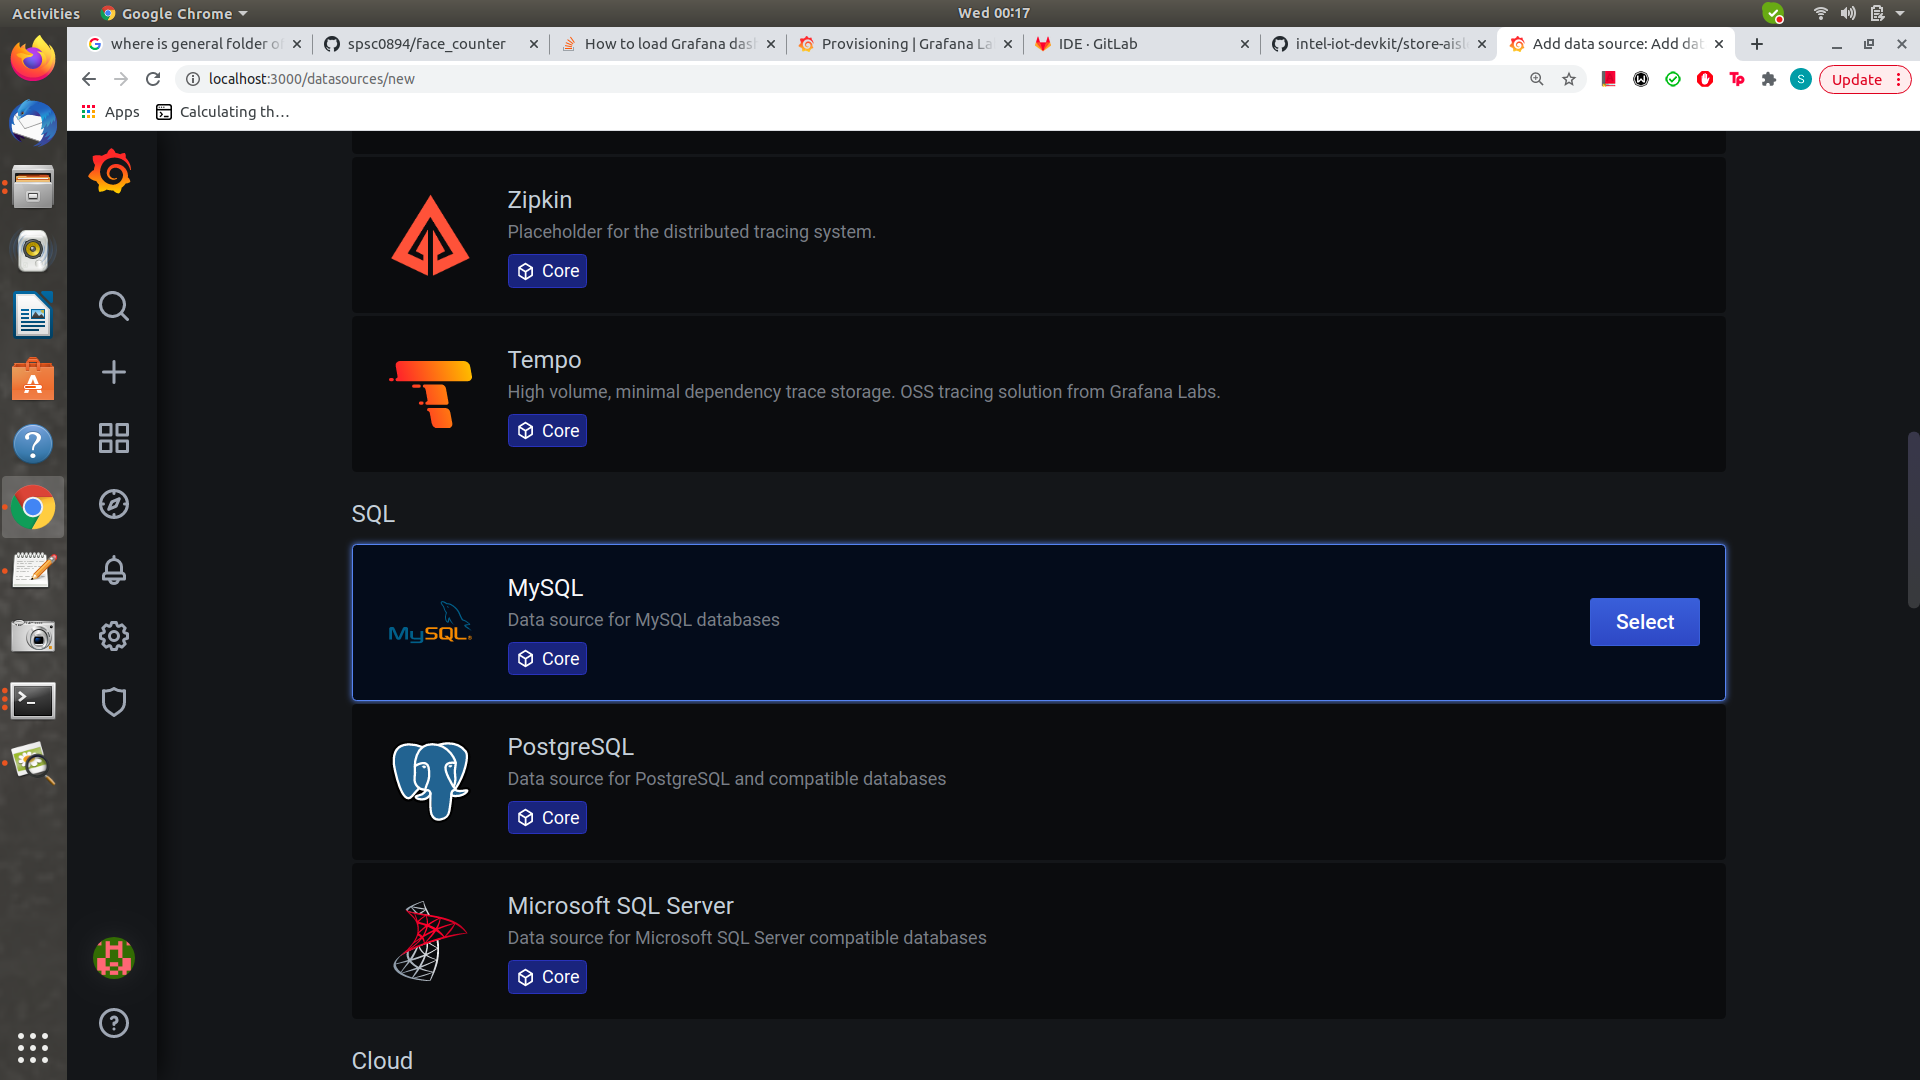 Activities
Google Chrome
Wed 00:17
where is general folder of
spsc0894/face_counter
How to load Grafana das
Provisioning | Grafana La
IDE · GitLab
intel-iot-devkit/store-aisl
Add data source: Add dat
localhost:3000/datasources/new
S
Update
Apps
Calculating th...
Zipkin
Placeholder for the distributed tracing system.
Core
Tempo
High volume, minimal dependency trace storage. OSS tracing solution from Grafana Labs.
Core
SQL
MySQL
MySQL
Data source for MySQL databases
Select
Core
PostgreSQL
Data source for PostgreSQL and compatible databases
Core
Microsoft SQL Server
Data source for Microsoft SQL Server compatible databases
Core
Cloud